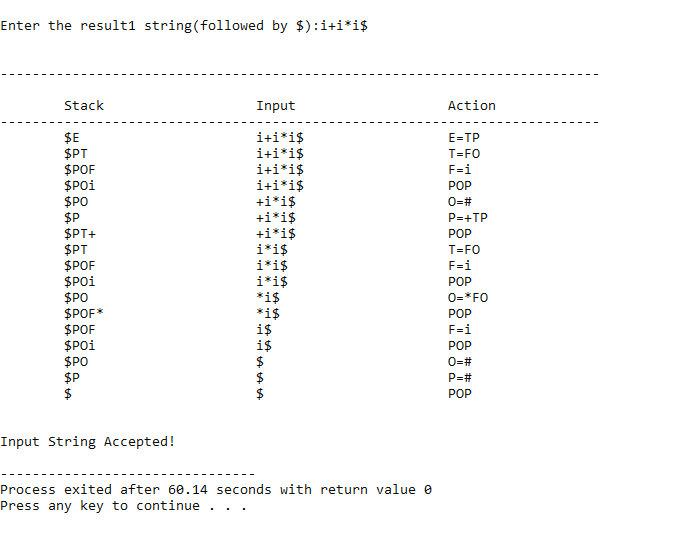 Enter the result1 string(followed by $):i+i*i$
---------------------------------------------------------------------------
Stack Input Action
---------------------------------------------------------------------------
$E i+i*i$ E=TP
$PT i+i*i$ T=FO
$POF i+i*i$ F=i
$POi i+i*i$ POP
$PO +i*i$ O=#
$P +i*i$ P=+TP
$PT+ +i*i$ POP
$PT i*i$ T=FO
$POF i*i$ F=i
$POi i*i$ POP
$PO *i$ O=*FO
$POF* *i$ POP
$POF i$ F=i
$POi i$ POP
$PO $ O=#
$P $ P=#
$ $ POP
Input String Accepted!
--------------------------------
Process exited after 60.14 seconds with return value 0
Press any key to continue . . .